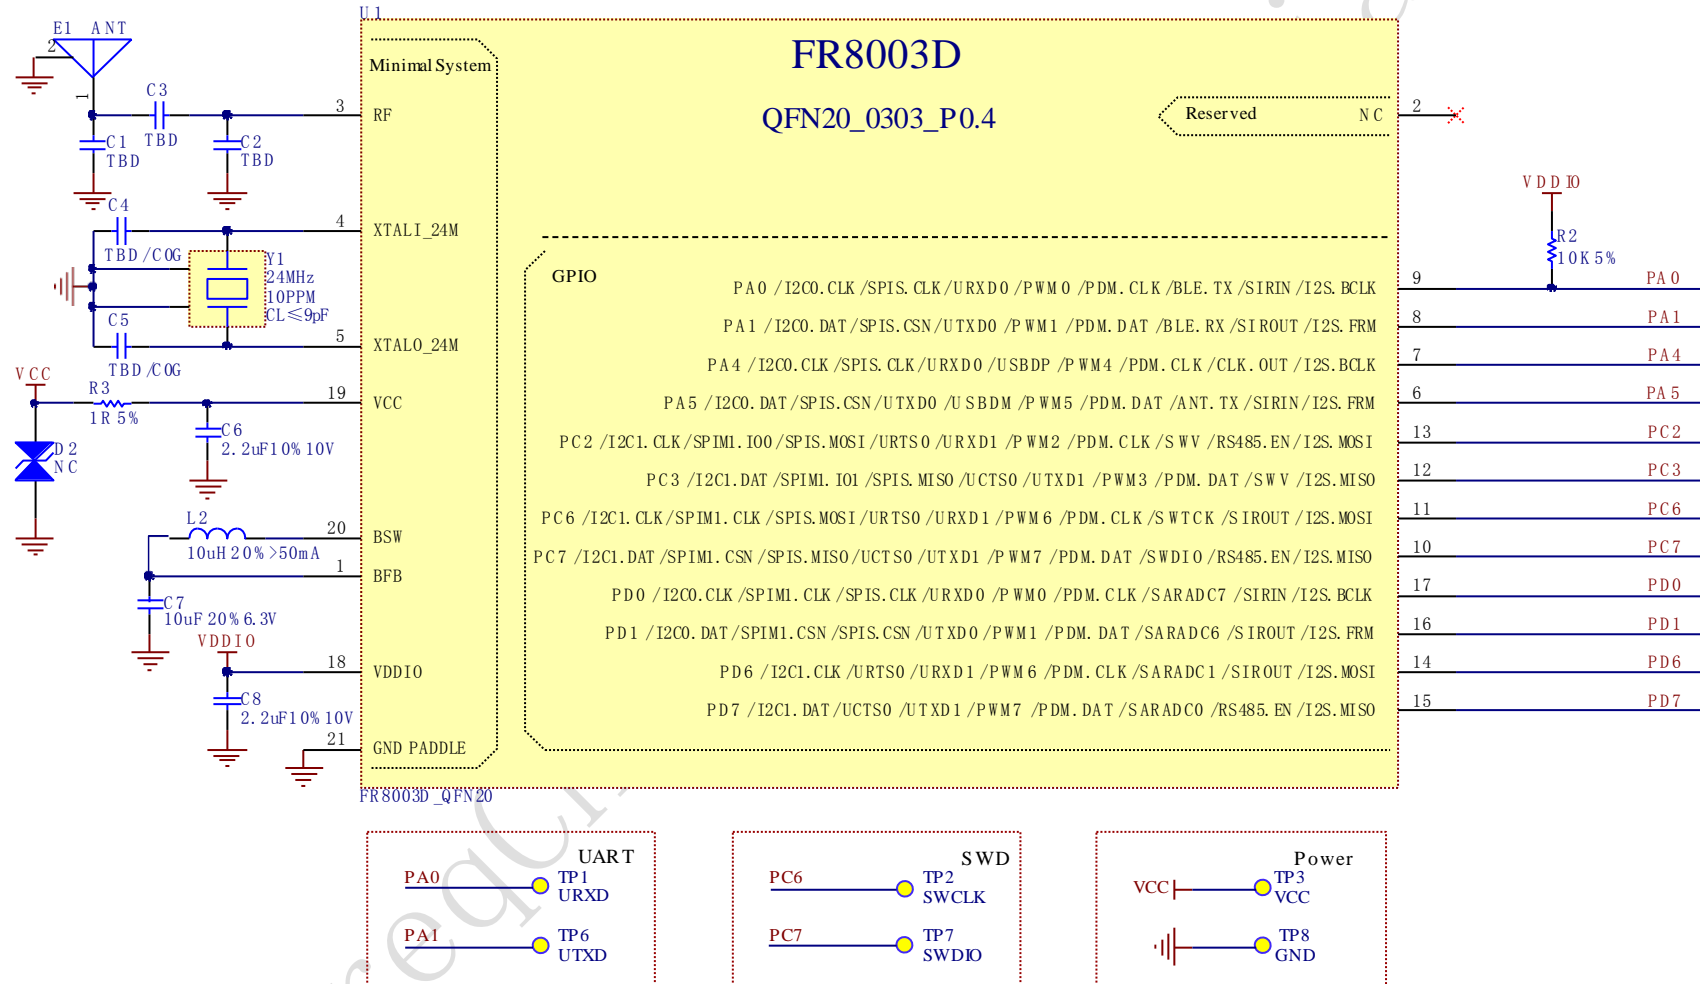 U1
E1 ANT
2
1
C3
TBD
C1
TBD
C2
TBD
C4
TBD/C0G
Y1
24MHz
10PPM
CL≤9pF
C5
TBD/C0G
VCC
R3
1R 5%
D2
NC
C6
2.2uF10%10V
L2
10uH 20%>50mA
C7
10uF 20% 6.3V
VDDIO
C8
2.2uF10%10V
Minimal System
3 RF
4 XTALI_24M
5 XTALO_24M
19 VCC
20 BSW
1 BFB
18 VDDIO
21 GND PADDLE
FR8003D_QFN20
FR8003D
QFN20_0303_P0.4
Reserved NC 2
VDDIO
R2
10K 5%
GPIO
PA0/I2C0.CLK/SPIS.CLK/URXD0/PWM0/PDM.CLK/BLE.TX/SIRIN/I2S.BCLK 9 PA0
PA1/I2C0.DAT/SPIS.CSN/UTXD0/PWM1/PDM.DAT/BLE.RX/SIROUT/I2S.FRM 8 PA1
PA4/I2C0.CLK/SPIS.CLK/URXD0/USBDP/PWM4/PDM.CLK/CLK.OUT/I2S.BCLK 7 PA4
PA5/I2C0.DAT/SPIS.CSN/UTXD0/USBDM/PWM5/PDM.DAT/ANT.TX/SIRIN/I2S.FRM 6 PA5
PC2/I2C1.CLK/SPIM1.IO0/SPIS.MOSI/URTS0/URXD1/PWM2/PDM.CLK/SWV/RS485.EN/I2S.MOSI 13 PC2
PC3/I2C1.DAT/SPIM1.IO1/SPIS.MISO/UCTS0/UTXD1/PWM3/PDM.DAT/SWV/I2S.MISO 12 PC3
PC6/I2C1.CLK/SPIM1.CLK/SPIS.MOSI/URTS0/URXD1/PWM6/PDM.CLK/SWTCK/SIROUT/I2S.MOSI 11 PC6
PC7/I2C1.DAT/SPIM1.CSN/SPIS.MISO/UCTS0/UTXD1/PWM7/PDM.DAT/SWDIO/RS485.EN/I2S.MISO 10 PC7
PD0/I2C0.CLK/SPIM1.CLK/SPIS.CLK/URXD0/PWM0/PDM.CLK/SARADC7/SIRIN/I2S.BCLK 17 PD0
PD1/I2C0.DAT/SPIM1.CSN/SPIS.CSN/UTXD0/PWM1/PDM.DAT/SARADC6/SIROUT/I2S.FRM 16 PD1
PD6/I2C1.CLK/URTS0/URXD1/PWM6/PDM.CLK/SARADC1/SIROUT/I2S.MOSI 14 PD6
PD7/I2C1.DAT/UCTS0/UTXD1/PWM7/PDM.DAT/SARADC0/RS485.EN/I2S.MISO 15 PD7
UART
PA0 TP1
URXD
PA1 TP6
UTXD
SWD
PC6 TP2
SWCLK
PC7 TP7
SWDIO
Power
VCC TP3
VCC
TP8
GND